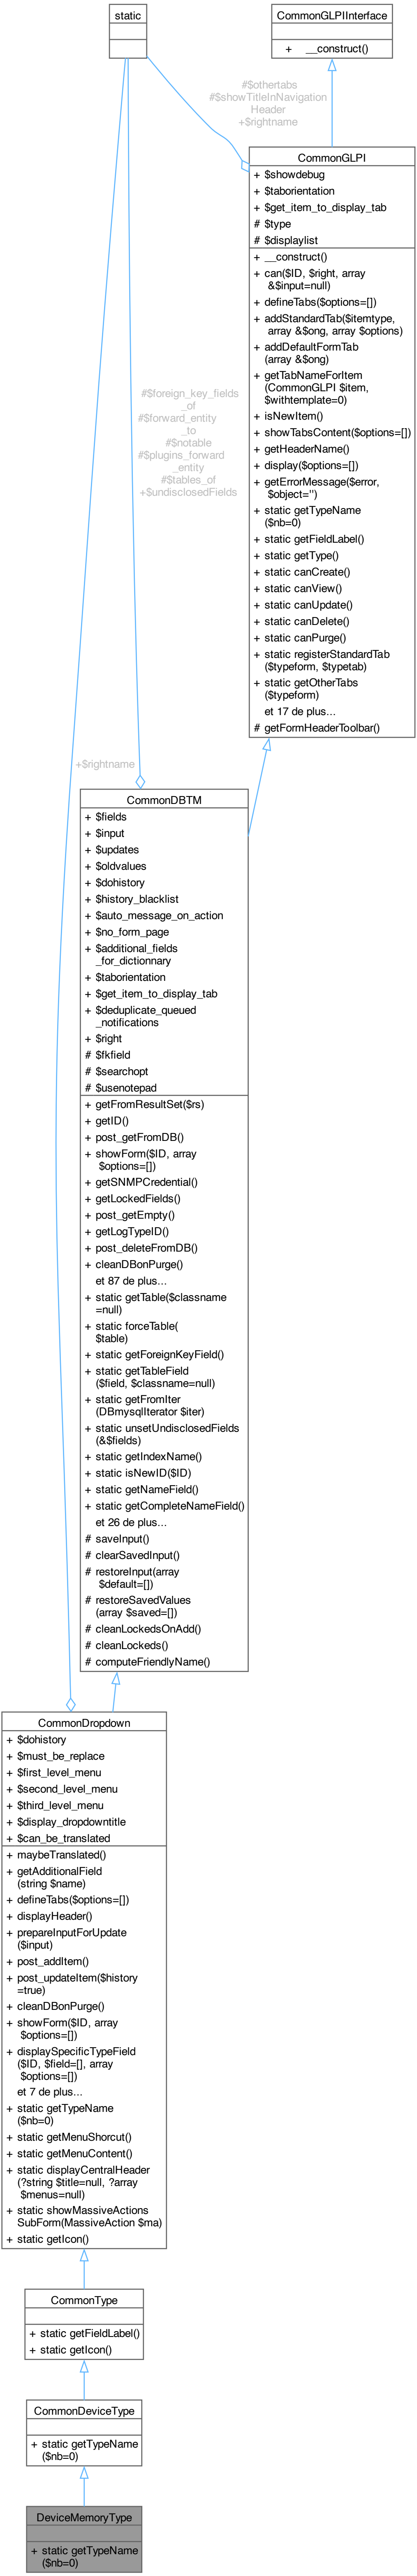 static
CommonGLPIInterface
+ __construct()
#$othertabs
#$showTitleInNavigation
Header
+$rightname
CommonGLPI
+ $showdebug
+ $taborientation
+ $get_item_to_display_tab
# $type
# $displaylist
+ __construct()
+ can($ID, $right, array
&$input=null)
+ defineTabs($options=[])
+ addStandardTab($itemtype,
array &$ong, array $options)
+ addDefaultFormTab
(array &$ong)
+ getTabNameForItem
(CommonGLPI $item,
$withtemplate=0)
+ isNewItem()
+ showTabsContent($options=[])
+ getHeaderName()
+ display($options=[])
+ getErrorMessage($error,
$object='')
+ static getTypeName
($nb=0)
+ static getFieldLabel()
+ static getType()
+ static canCreate()
+ static canView()
+ static canUpdate()
+ static canDelete()
+ static canPurge()
+ static registerStandardTab
($typeform, $typetab)
+ static getOtherTabs
($typeform)
et 17 de plus...
# getFormHeaderToolbar()
#$foreign_key_fields
_of
#$forward_entity
_to
#$notable
#$plugins_forward
_entity
#$tables_of
+$undisclosedFields
+$rightname
CommonDBTM
+ $fields
+ $input
+ $updates
+ $oldvalues
+ $dohistory
+ $history_blacklist
+ $auto_message_on_action
+ $no_form_page
+ $additional_fields
_for_dictionnary
+ $taborientation
+ $get_item_to_display_tab
+ $deduplicate_queued
_notifications
+ $right
# $fkfield
# $searchopt
# $usenotepad
+ getFromResultSet($rs)
+ getID()
+ post_getFromDB()
+ showForm($ID, array
$options=[])
+ getSNMPCredential()
+ getLockedFields()
+ post_getEmpty()
+ getLogTypeID()
+ post_deleteFromDB()
+ cleanDBonPurge()
et 87 de plus...
+ static getTable($classname
=null)
+ static forceTable(
$table)
+ static getForeignKeyField()
+ static getTableField
($field, $classname=null)
+ static getFromIter
(DBmysqlIterator $iter)
+ static unsetUndisclosedFields
(&$fields)
+ static getIndexName()
+ static isNewID($ID)
+ static getNameField()
+ static getCompleteNameField()
et 26 de plus...
# saveInput()
# clearSavedInput()
# restoreInput(array
$default=[])
# restoreSavedValues
(array $saved=[])
# cleanLockedsOnAdd()
# cleanLockeds()
# computeFriendlyName()
CommonDropdown
+ $dohistory
+ $must_be_replace
+ $first_level_menu
+ $second_level_menu
+ $third_level_menu
+ $display_dropdowntitle
+ $can_be_translated
+ maybeTranslated()
+ getAdditionalField
(string $name)
+ defineTabs($options=[])
+ displayHeader()
+ prepareInputForUpdate
($input)
+ post_addItem()
+ post_updateItem($history
=true)
+ cleanDBonPurge()
+ showForm($ID, array
$options=[])
+ displaySpecificTypeField
($ID, $field=[], array
$options=[])
et 7 de plus...
+ static getTypeName
($nb=0)
+ static getMenuShorcut()
+ static getMenuContent()
+ static displayCentralHeader
(?string $title=null, ?array
$menus=null)
+ static showMassiveActions
SubForm(MassiveAction $ma)
+ static getIcon()
CommonType
+ static getFieldLabel()
+ static getIcon()
CommonDeviceType
+ static getTypeName
($nb=0)
DeviceMemoryType
+ static getTypeName
($nb=0)